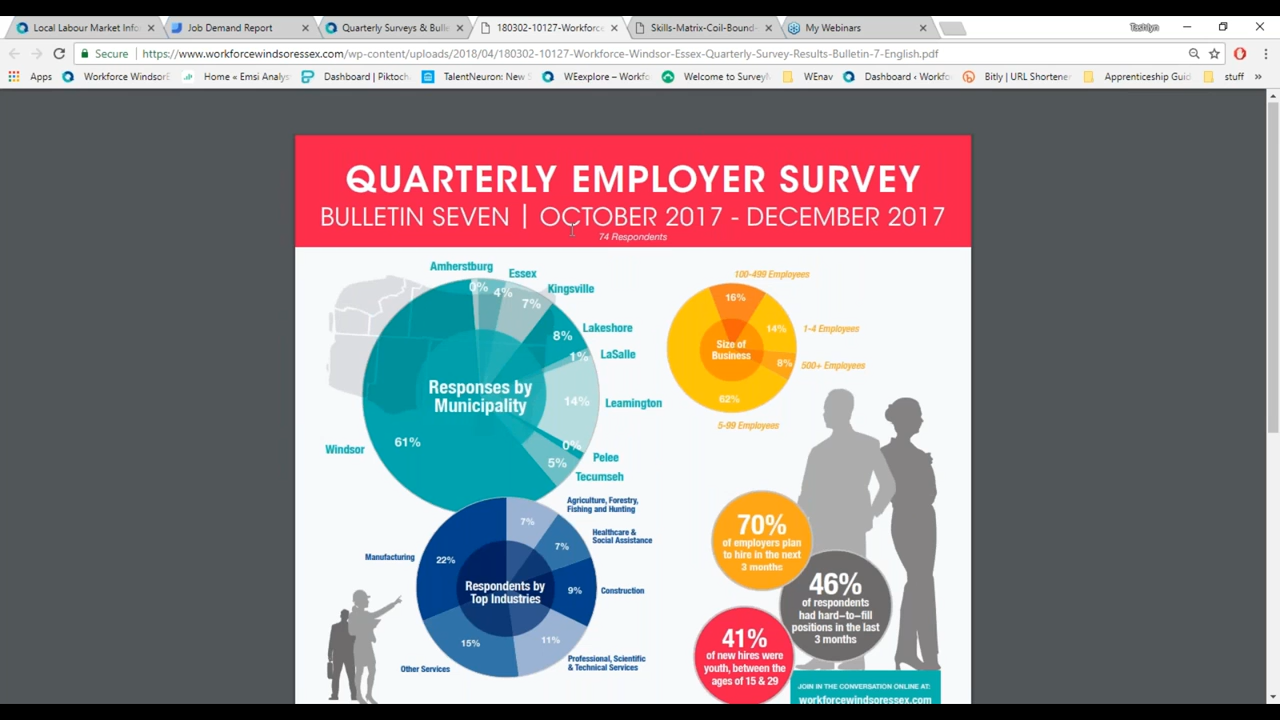 Local Labour Market Info
Job Demand Report
Quarterly Surveys & Bulle
180302-10127-Workforce
Skills-Matrix-Coil-Bound-
My Webinars
Tashlyn
Secure
https://www.workforcewindsoressex.com/wp-content/uploads/2018/04/180302-10127-Workforce-Windsor-Essex-Quarterly-Survey-Results-Bulletin-7-English.pdf
Apps
Workforce WindsorE
Home « Emsi Analys
Dashboard | Piktoch
TalentNeuron: New S
WExplore – Workfo
Welcome to SurveyM
WEnav
Dashboard ‹ Workfo
Bitly | URL Shortener
Apprenticeship Guid
stuff
»
QUARTERLY EMPLOYER SURVEY
BULLETIN SEVEN | OCTOBER 2017 - DECEMBER 2017
74 Respondents
Amherstburg
0%
Essex
4%
Kingsville
7%
Lakeshore
8%
LaSalle
1%
Leamington
14%
Pelee
0%
Tecumseh
5%
Windsor
61%
Responses by
Municipality
100-499 Employees
16%
1-4 Employees
14%
500+ Employees
8%
5-99 Employees
62%
Size of
Business
Agriculture, Forestry,
Fishing and Hunting
7%
Healthcare &
Social Assistance
7%
Construction
9%
Professional, Scientific
& Technical Services
11%
Other Services
15%
Manufacturing
22%
Respondents by
Top Industries
70%
of employers plan
to hire in the next
3 months
46%
of respondents
had hard–to–fill
positions in the last
3 months
41%
of new hires were
youth, between the
ages of 15 & 29
JOIN IN THE CONVERSATION ONLINE AT:
workforcewindsoressex.com